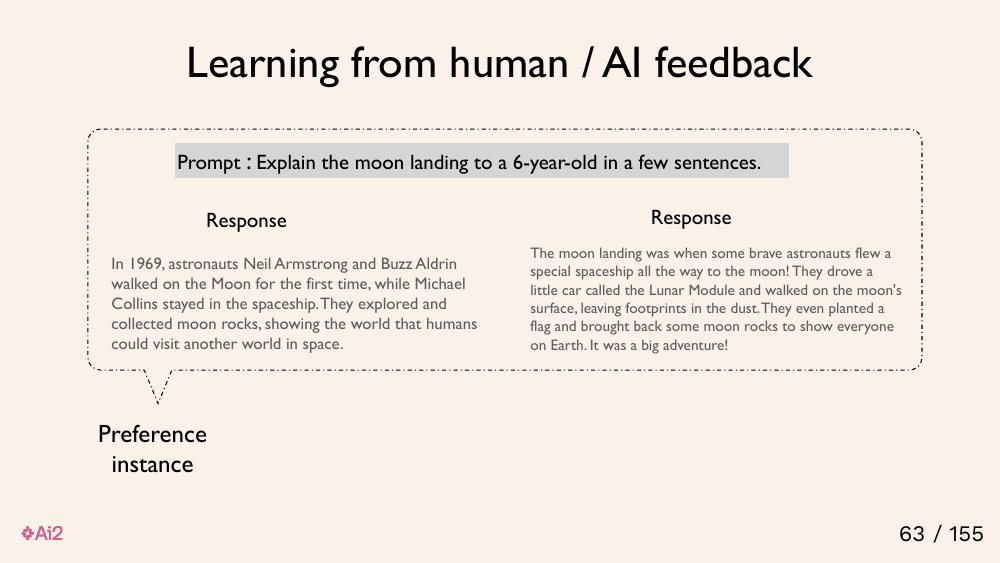 Learning from human / AI feedback
Prompt : Explain the moon landing to a 6-year-old in a few sentences.
Response
In 1969, astronauts Neil Armstrong and Buzz Aldrin
walked on the Moon for the first time, while Michael
Collins stayed in the spaceship. They explored and
collected moon rocks, showing the world that humans
could visit another world in space.
Response
The moon landing was when some brave astronauts flew a
special spaceship all the way to the moon! They drove a
little car called the Lunar Module and walked on the moon's
surface, leaving footprints in the dust. They even planted a
flag and brought back some moon rocks to show everyone
on Earth. It was a big adventure!
Preference
instance
Ai2
63 / 155